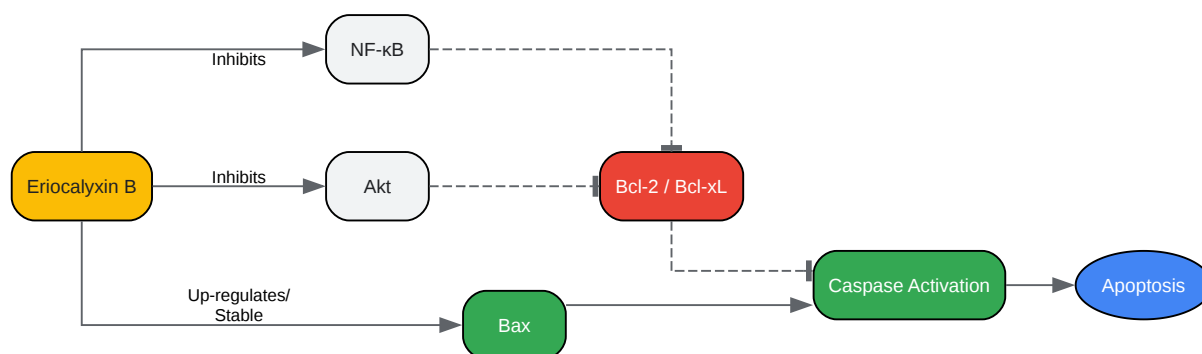 NF-κB
Inhibits
Eriocalyxin B
Inhibits
Akt
Bcl-2 / Bcl-xL
Caspase Activation
Apoptosis
Up-regulates/
Stable
Bax